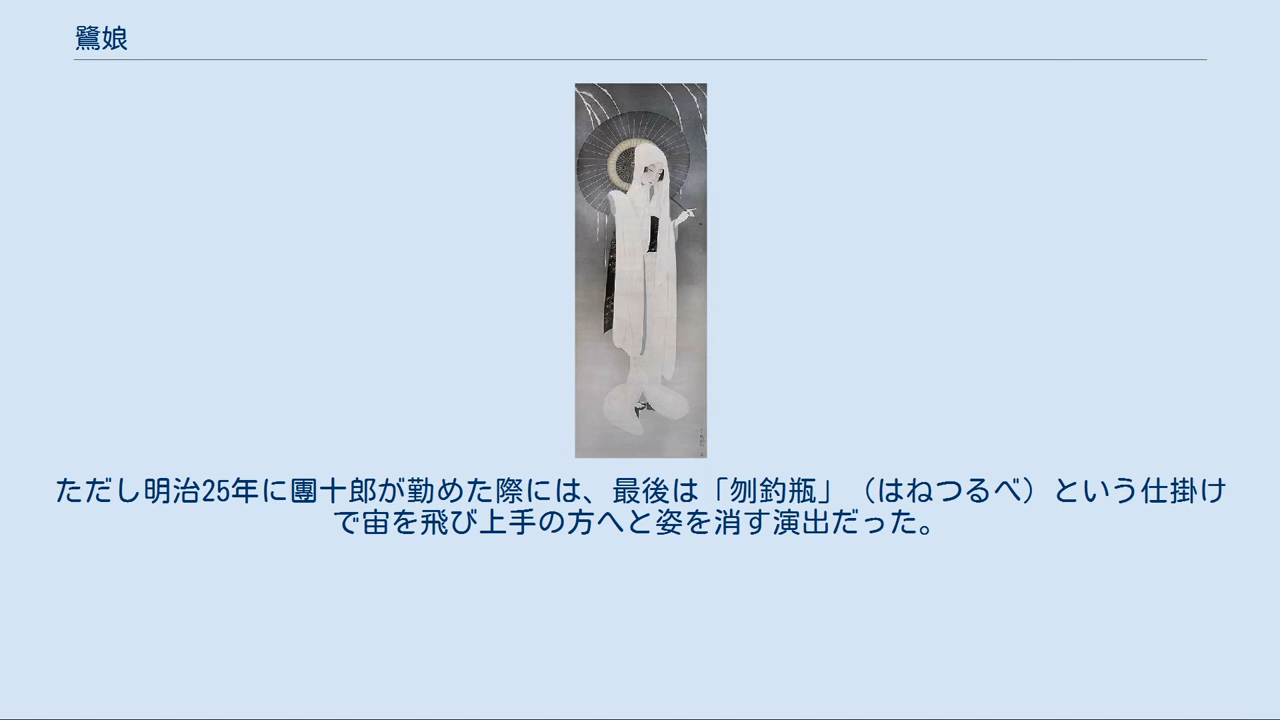 鷺娘
ただし明治25年に團十郎が勤めた際には、最後は「刎釣瓶」（はねつるべ）という仕掛け
で宙を飛び上手の方へと姿を消す演出だった。